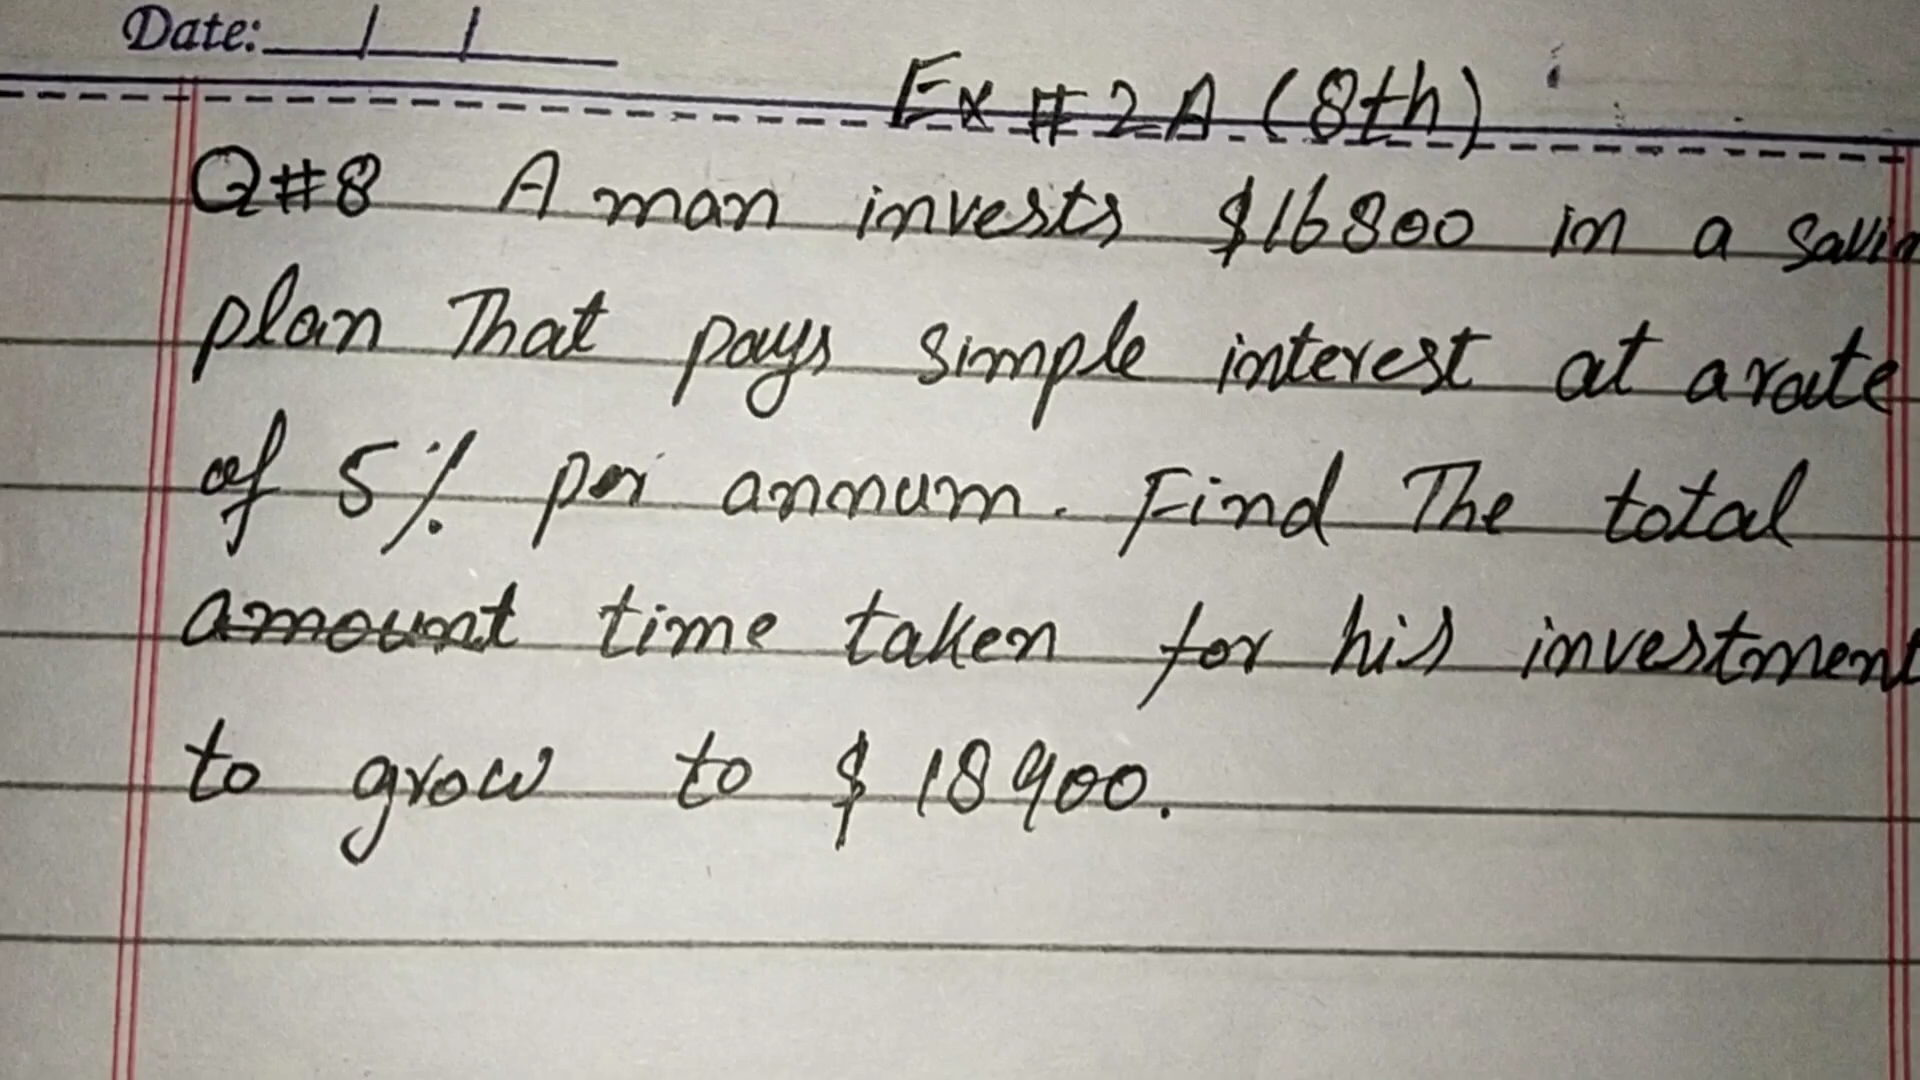 Date: / /
Ex # 2A (8th)
Q#8 A man invests $16800 in a savin
plan That pays simple interest at a rate
of 5% per annum. Find The total
amount time taken for his investment
to grow to $ 18900.